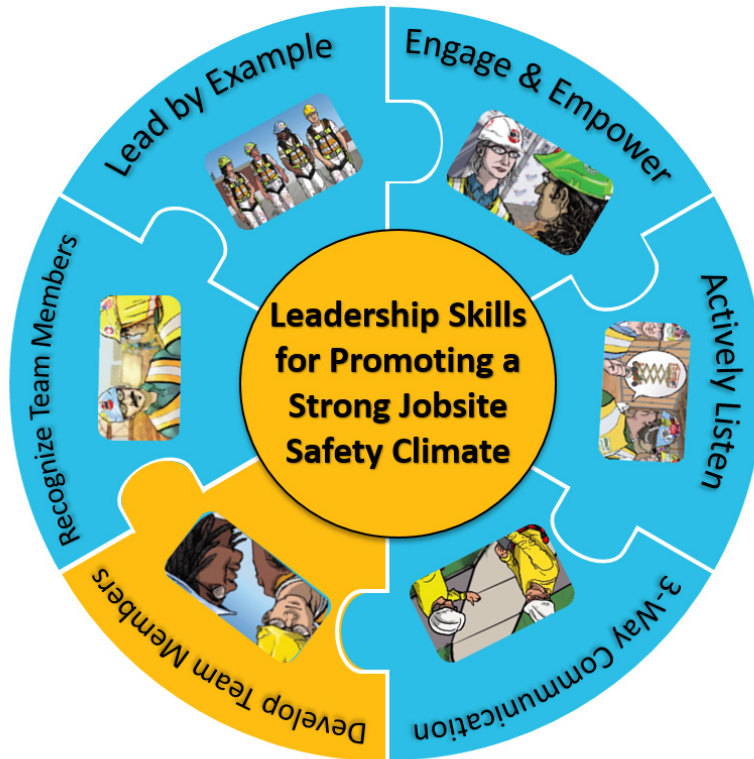 Leadership Skills
for Promoting a
Strong Jobsite
Safety Climate
Lead by Example
Engage & Empower
Actively Listen
3-Way Communication
Develop Team Members
Recognize Team Members